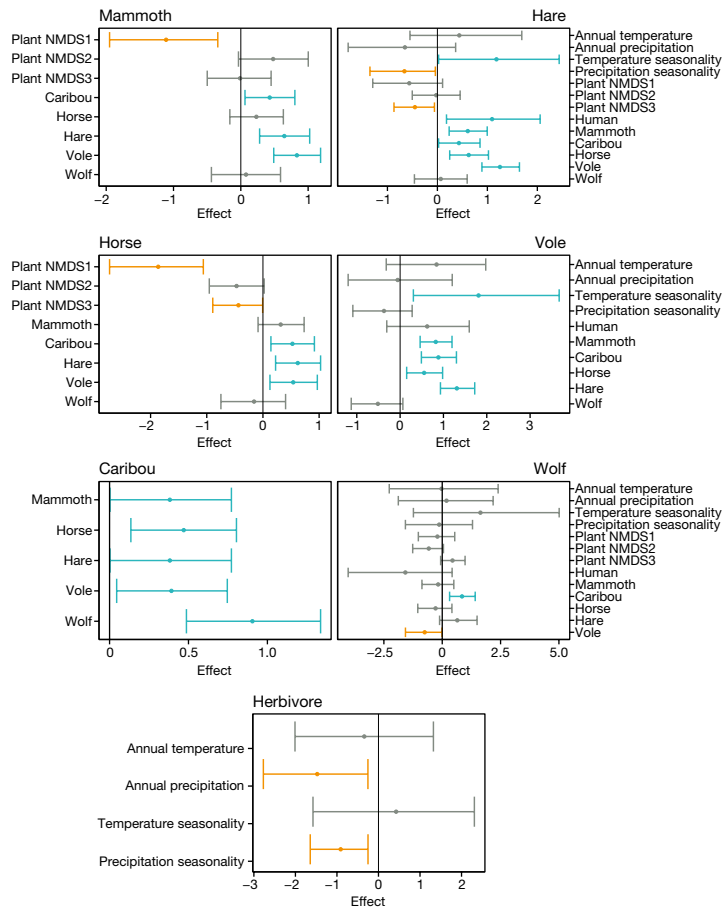 Mammoth
Plant NMDS1
Plant NMDS2
Plant NMDS3
Caribou
Horse
Hare
Vole
Wolf
−2 −1 0 1
Effect
Hare
Annual temperature
Annual precipitation
Temperature seasonality
Precipitation seasonality
Plant NMDS1
Plant NMDS2
Plant NMDS3
Human
Mammoth
Caribou
Horse
Vole
Wolf
−1 0 1 2
Effect
Horse
Plant NMDS1
Plant NMDS2
Plant NMDS3
Mammoth
Caribou
Hare
Vole
Wolf
−2 −1 0 1
Effect
Vole
Annual temperature
Annual precipitation
Temperature seasonality
Precipitation seasonality
Human
Mammoth
Caribou
Horse
Hare
Wolf
−1 0 1 2 3
Effect
Caribou
Mammoth
Horse
Hare
Vole
Wolf
0 0.5 1.0
Effect
Wolf
Annual temperature
Annual precipitation
Temperature seasonality
Precipitation seasonality
Plant NMDS1
Plant NMDS2
Plant NMDS3
Human
Mammoth
Caribou
Horse
Hare
Vole
−2.5 0 2.5 5.0
Effect
Herbivore
Annual temperature
Annual precipitation
Temperature seasonality
Precipitation seasonality
−3 −2 −1 0 1 2
Effect